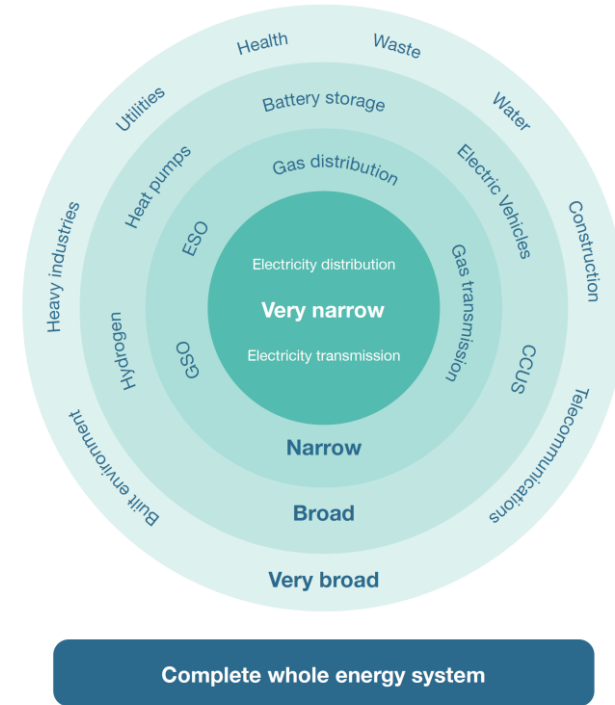 Health
Waste
Utilities
Water
Heavy industries
Construction
Built environment
Telecommunications
Battery storage
Heat pumps
Electric Vehicles
Hydrogen
CCUS
Gas distribution
ESO
Gas transmission
GSO
Electricity distribution
Very narrow
Electricity transmission
Narrow
Broad
Very broad
Complete whole energy system